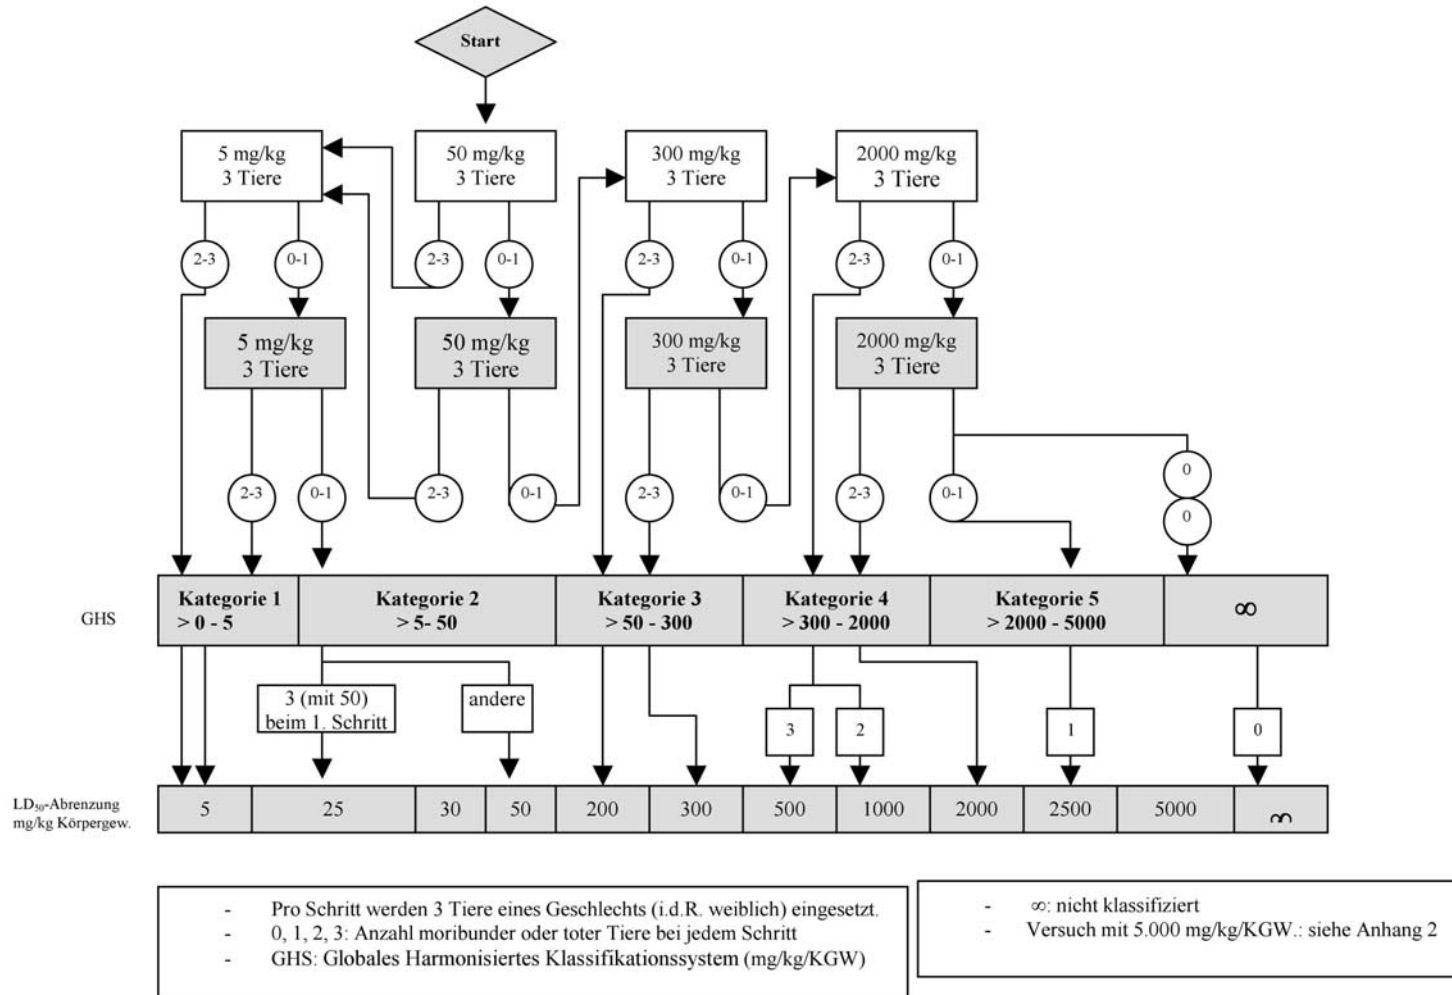 Start
5 mg/kg
3 Tiere
50 mg/kg
3 Tiere
300 mg/kg
3 Tiere
2000 mg/kg
3 Tiere
2-3
0-1
2-3
0-1
2-3
0-1
2-3
0-1
5 mg/kg
3 Tiere
50 mg/kg
3 Tiere
300 mg/kg
3 Tiere
2000 mg/kg
3 Tiere
2-3
0-1
2-3
0-1
2-3
0-1
2-3
0-1
0
0
GHS
Kategorie 1
> 0 - 5
Kategorie 2
> 5- 50
Kategorie 3
> 50 - 300
Kategorie 4
> 300 - 2000
Kategorie 5
> 2000 - 5000
∞
3 (mit 50)
beim 1. Schritt
andere
3
2
1
0
LD₅₀-Abrenzung
mg/kg Körpergew.
5
25
30
50
200
300
500
1000
2000
2500
5000
∞
- Pro Schritt werden 3 Tiere eines Geschlechts (i.d.R. weiblich) eingesetzt.
- 0, 1, 2, 3: Anzahl moribunder oder toter Tiere bei jedem Schritt
- GHS: Globales Harmonisiertes Klassifikationssystem (mg/kg/KGW)
- ∞: nicht klassifiziert
- Versuch mit 5.000 mg/kg/KGW.: siehe Anhang 2